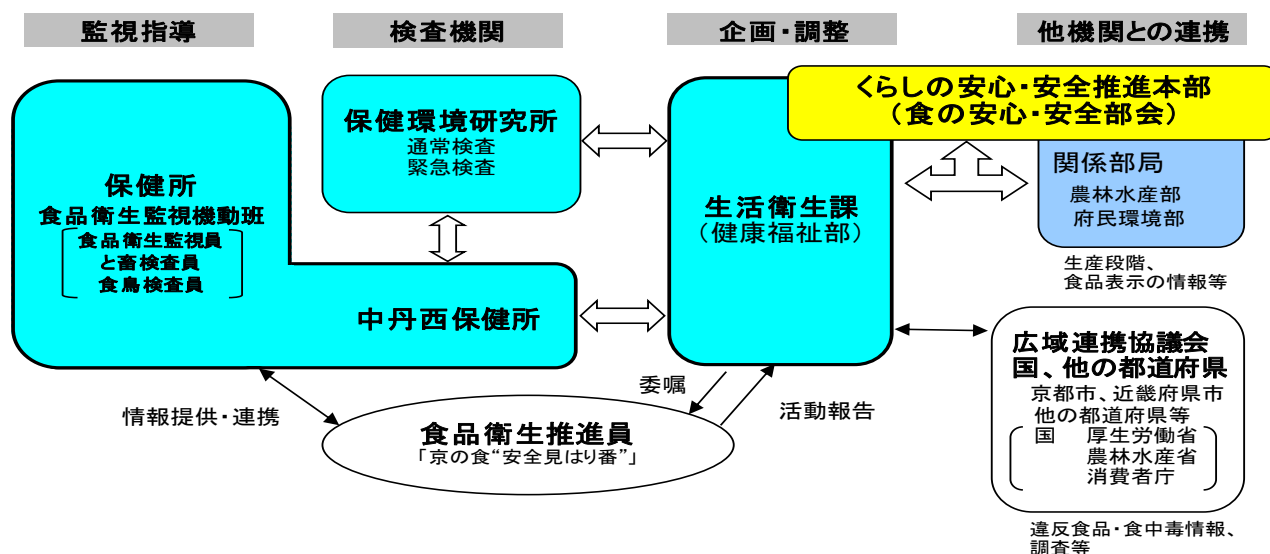 監視指導
検査機関
企画・調整
他機関との連携
くらしの安心・安全推進本部
（食の安心・安全部会）
保健所
食品衛生監視機動班
食品衛生監視員
と畜検査員
食鳥検査員
保健環境研究所
通常検査
緊急検査
中丹西保健所
生活衛生課
（健康福祉部）
関係部局
農林水産部
府民環境部
生産段階、
食品表示の情報等
広域連携協議会
国、他の都道府県
京都市、近畿府県市
他の都道府県等
国　厚生労働省
農林水産省
消費者庁
違反食品・食中毒情報、
調査等
情報提供・連携
委嘱
活動報告
食品衛生推進員
「京の食“安全見はり番”」